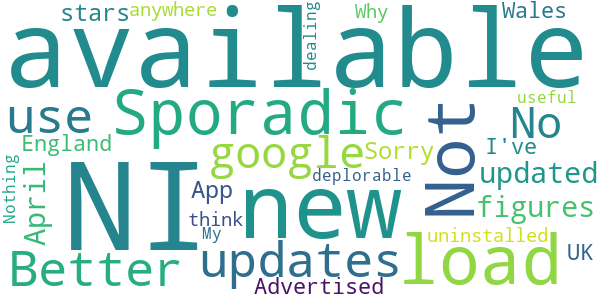 stars anywhere dealing Why Wales
available
use Sporadic useful
Not No
England google Sorry I've
Nothing April NI new App deplorable updated
think My figures
Better updates load uninstalled UK
Advertised